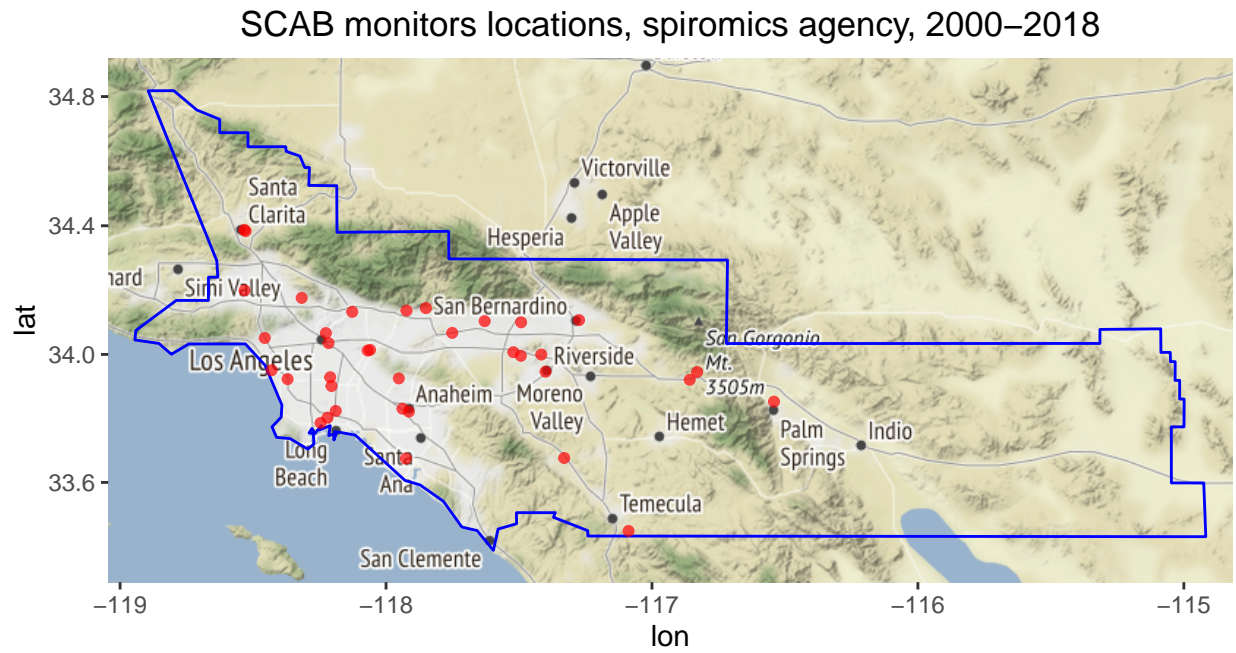 SCAB monitors locations, spiromics agency, 2000–2018
34.8
Victorville
Santa
Clarita
Apple
Valley
34.4
Hesperia
nard
Simi Valley
San Bernardino
San Gorgonio
Mt.
3505m
lat
34.0
Los Angeles
Riverside
Anaheim
Moreno
Valley
Hemet
Palm
Springs
Indio
Long
Beach
Santa
Ana
33.6
Temecula
San Clemente
−119
−118
−117
−116
−115
lon